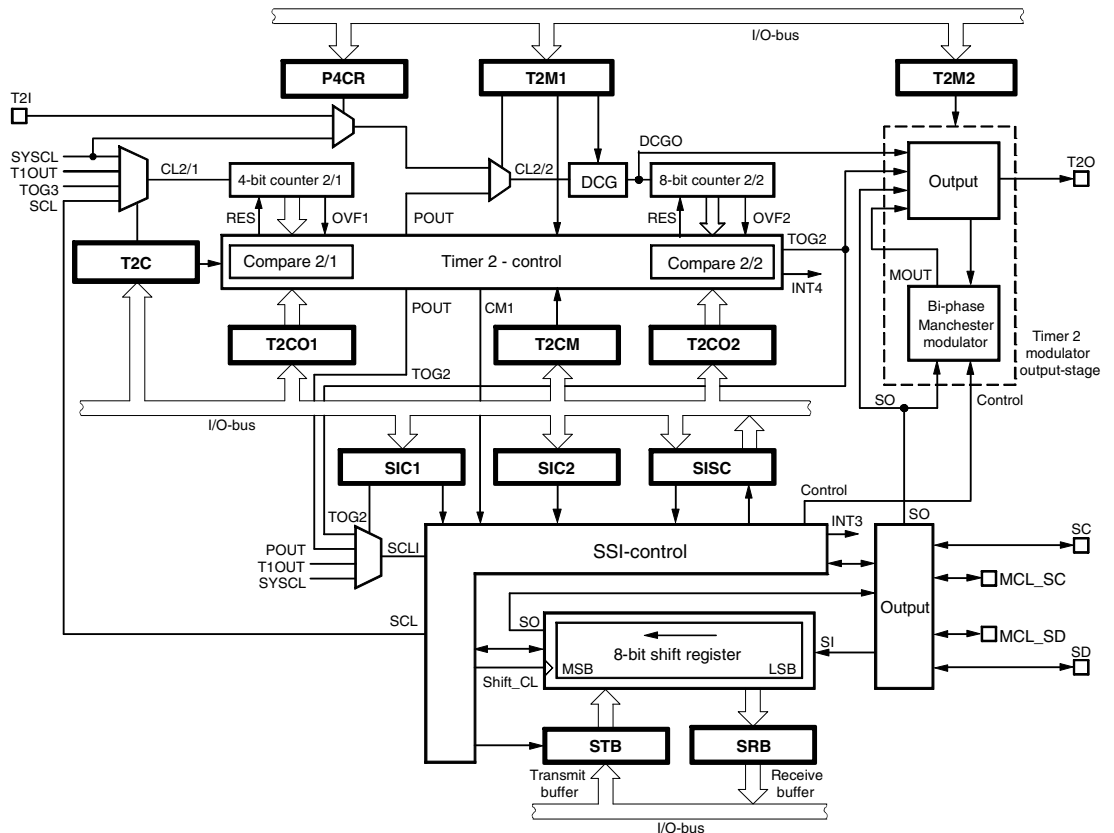 I/O-bus
P4CR
T2M1
T2M2
T2I
DCGO
SYSCL
T1OUT
TOG3
SCL
CL2/1
4-bit counter 2/1
CL2/2
DCG
8-bit counter 2/2
Output
T2O
RES
OVF1
POUT
RES
OVF2
TOG2
T2C
Compare 2/1
Timer 2 - control
Compare 2/2
INT4
MOUT
POUT
CM1
Bi-phase
Manchester
modulator
Timer 2
modulator
output-stage
T2CO1
T2CM
T2CO2
TOG2
I/O-bus
SO
Control
SIC1
SIC2
SISC
TOG2
Control
SO
INT3
POUT
T1OUT
SYSCL
SCLI
SSI-control
SC
MCL_SC
Output
SCL
SO
8-bit shift register
MSB
LSB
SI
MCL_SD
SD
Shift_CL
STB
SRB
Transmit
buffer
Receive
buffer
I/O-bus